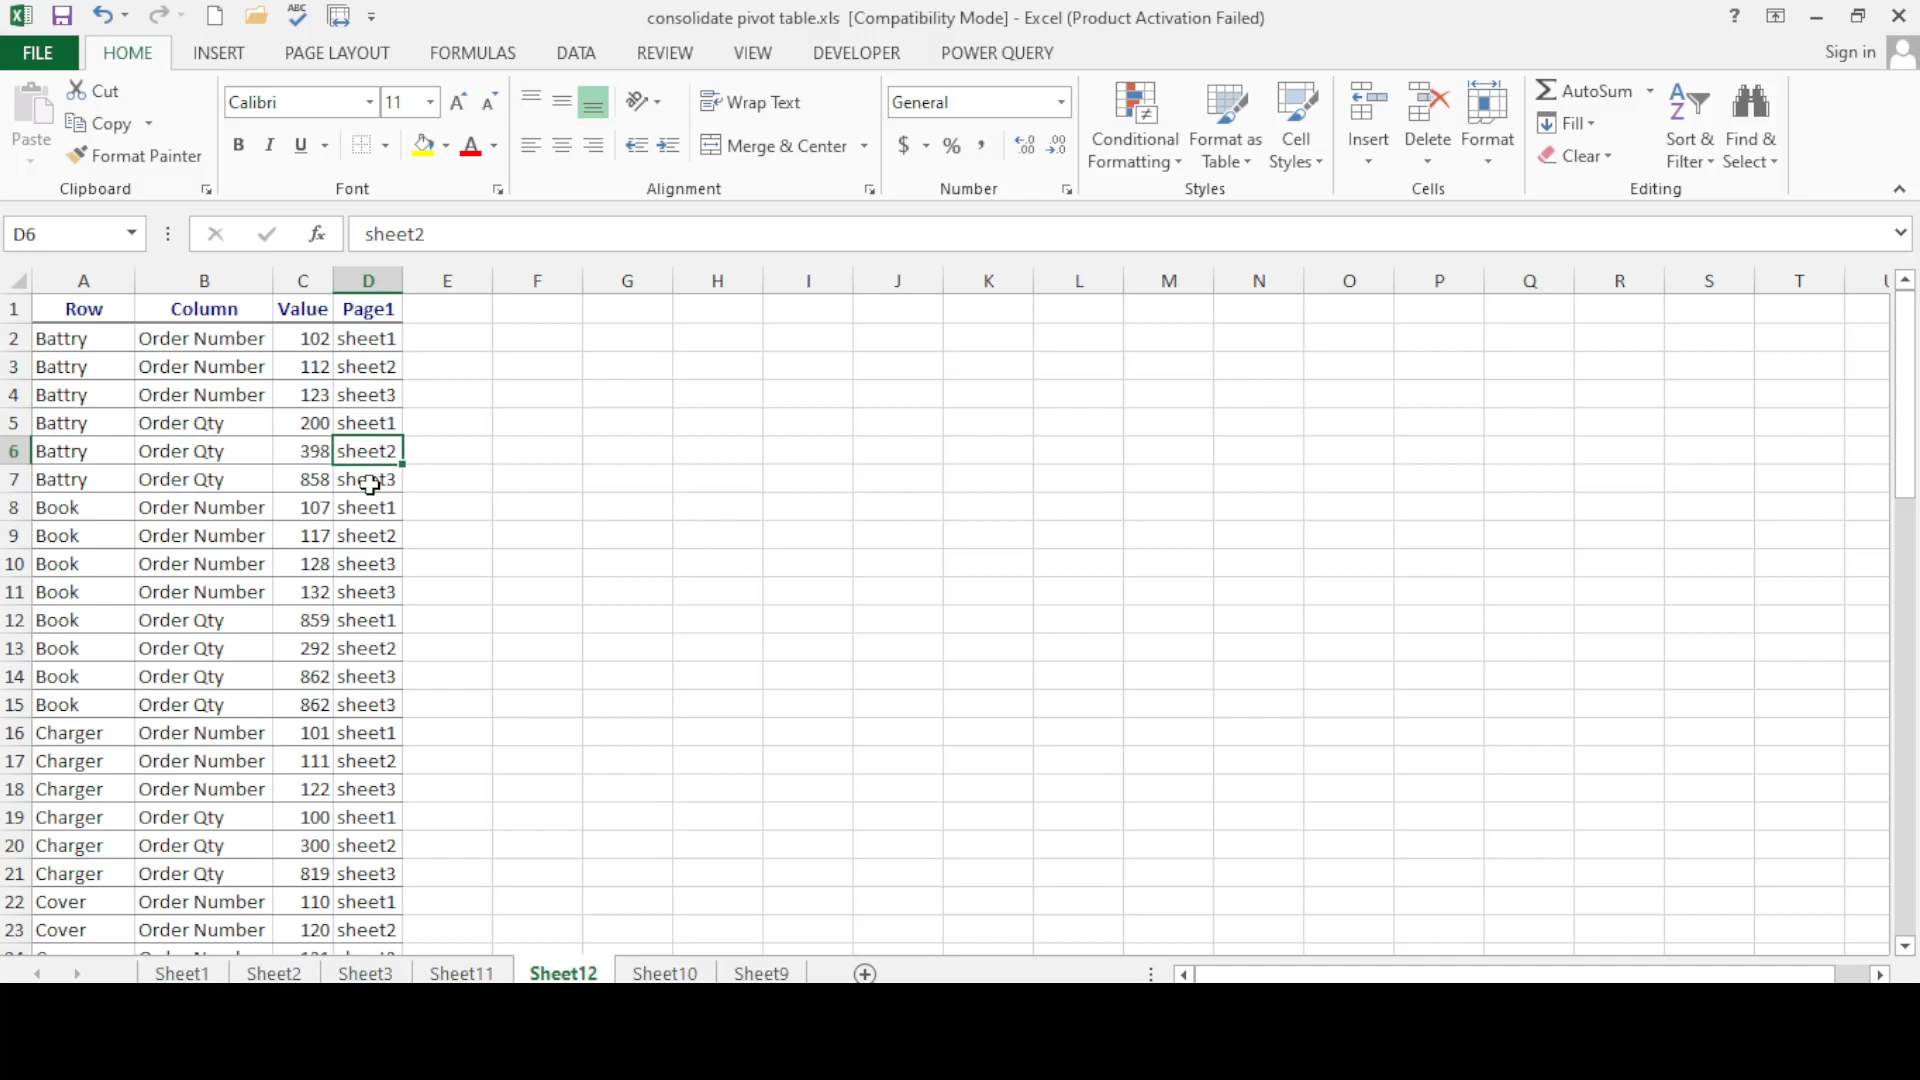 consolidate pivot table.xls [Compatibility Mode] - Excel (Product Activation Failed)
FILE HOME INSERT PAGE LAYOUT FORMULAS DATA REVIEW VIEW DEVELOPER POWER QUERY Sign in
Paste Cut Copy Format Painter Clipboard
Calibri 11 B I U A Font
Wrap Text Merge & Center Alignment
General $ % , Number
Conditional Formatting Format as Table Cell Styles Styles
Insert Delete Format Cells
AutoSum Fill Clear Sort & Filter Find & Select Editing
D6 fx sheet2
A B C D E F G H I J K L M N O P Q R S T
1 Row Column Value Page1
2 Battry Order Number 102 sheet1
3 Battry Order Number 112 sheet2
4 Battry Order Number 123 sheet3
5 Battry Order Qty 200 sheet1
6 Battry Order Qty 398 sheet2
7 Battry Order Qty 858 sheet3
8 Book Order Number 107 sheet1
9 Book Order Number 117 sheet2
10 Book Order Number 128 sheet3
11 Book Order Number 132 sheet3
12 Book Order Qty 859 sheet1
13 Book Order Qty 292 sheet2
14 Book Order Qty 862 sheet3
15 Book Order Qty 862 sheet3
16 Charger Order Number 101 sheet1
17 Charger Order Number 111 sheet2
18 Charger Order Number 122 sheet3
19 Charger Order Qty 100 sheet1
20 Charger Order Qty 300 sheet2
21 Charger Order Qty 819 sheet3
22 Cover Order Number 110 sheet1
23 Cover Order Number 120 sheet2
Sheet1 Sheet2 Sheet3 Sheet11 Sheet12 Sheet10 Sheet9